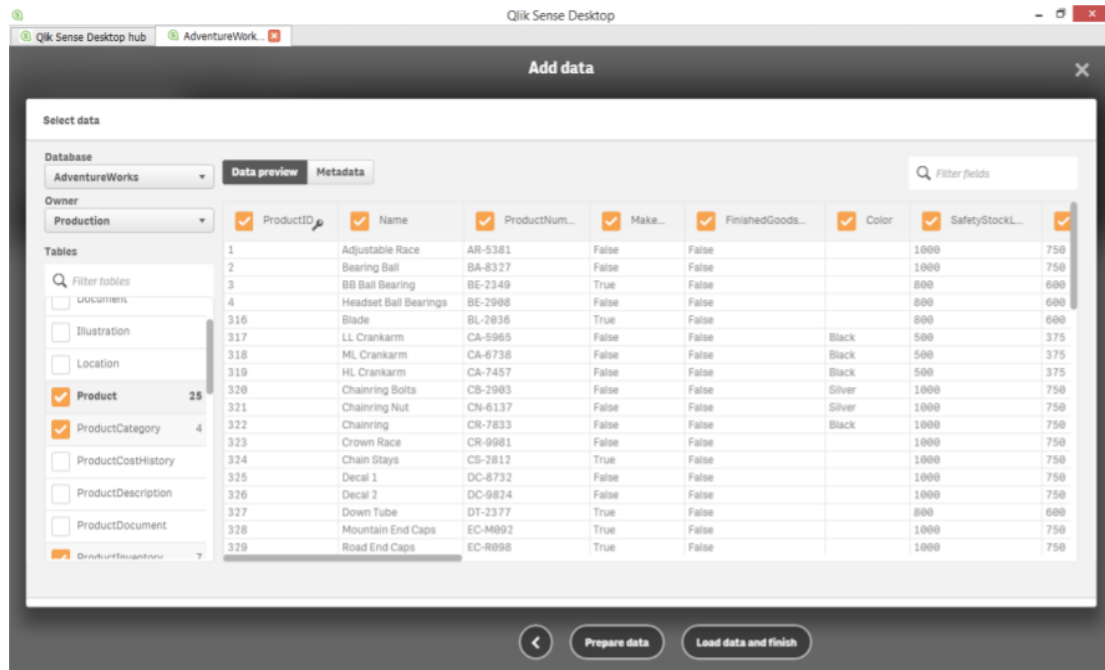 Qlik Sense Desktop
Qlik Sense Desktop hub AdventureWork...
Add data
Select data
Database
AdventureWorks
Owner
Production
Tables
Filter tables
Document
Illustration
Location
Product 25
ProductCategory 4
ProductCostHistory
ProductDescription
ProductDocument
ProductInventory 7
Data preview Metadata
Filter fields
ProductID Name ProductNum... Make... FinishedGoods... Color SafetyStockL...
1 Adjustable Race AR-5381 False False 1000 750
2 Bearing Ball BA-8327 False False 1000 750
3 BB Ball Bearing BE-2349 True False 800 600
4 Headset Ball Bearings BE-2908 False False 800 600
316 Blade BL-2036 True False 800 600
317 LL Crankarm CA-5965 False False Black 500 375
318 ML Crankarm CA-6738 False False Black 500 375
319 HL Crankarm CA-7457 False False Black 500 375
320 Chainring Bolts CB-2903 False False Silver 1000 750
321 Chainring Nut CN-6137 False False Silver 1000 750
322 Chainring CR-7833 False False Black 1000 750
323 Crown Race CR-9981 False False 1000 750
324 Chain Stays CS-2812 True False 1000 750
325 Decal 1 DC-8732 False False 1000 750
326 Decal 2 DC-9824 False False 1000 750
327 Down Tube DT-2377 True False 800 600
328 Mountain End Caps EC-M092 True False 1000 750
329 Road End Caps EC-R098 True False 1000 750
Prepare data Load data and finish